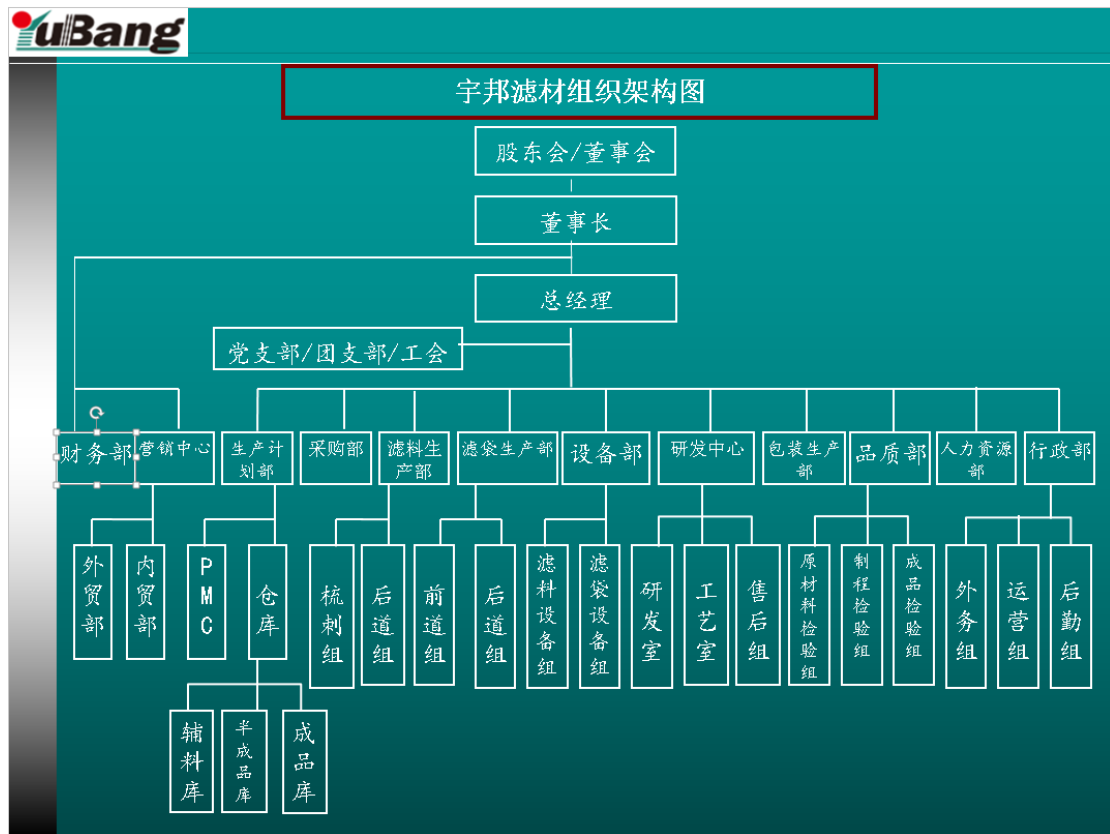 YuBang
宇邦滤材组织架构图
股东会/董事会
董事长
总经理
党支部/团支部/工会
财务部
营销中心
生产计
划部
采购部
滤料生
产部
滤袋生产部
设备部
研发中心
包装生产
部
品质部
人力资源
部
行政部
外贸部
内贸部
PMC
仓库
梳刺组
后道组
前道组
后道组
滤料设备组
滤袋设备组
研发室
工艺室
售后组
原材料检验组
制程检验组
成品检验组
外务组
运营组
后勤组
辅料库
半成品库
成品库